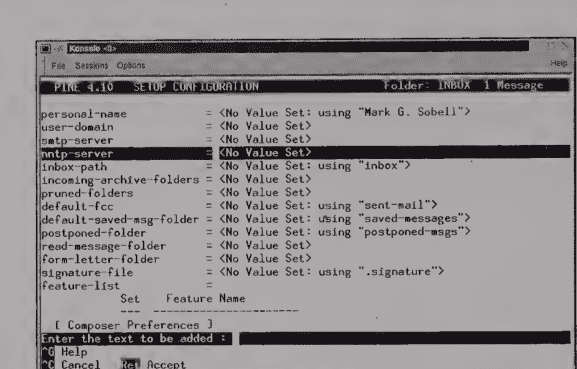 Konsole <3>
File Sessions Options Help
PINE 4.10 SETUP CONFIGURATION Folder: INBOX 1 Message
personal-name = <No Value Set: using "Mark G. Sobell">
user-domain = <No Value Set>
smtp-server = <No Value Set>
nntp-server = <No Value Set>
inbox-path = <No Value Set: using "inbox">
incoming-archive-folders = <No Value Set>
pruned-folders = <No Value Set>
default-fcc = <No Value Set: using "sent-mail">
default-saved-msg-folder = <No Value Set: using "saved-messages">
postponed-folder = <No Value Set: using "postponed-msgs">
read-message-folder = <No Value Set>
form-letter-folder = <No Value Set>
signature-file = <No Value Set: using ".signature">
feature-list =
Set Feature Name
--- ----------------------
[ Composer Preferences ]
Enter the text to be added :
^G Help
^C Cancel Ret Accept